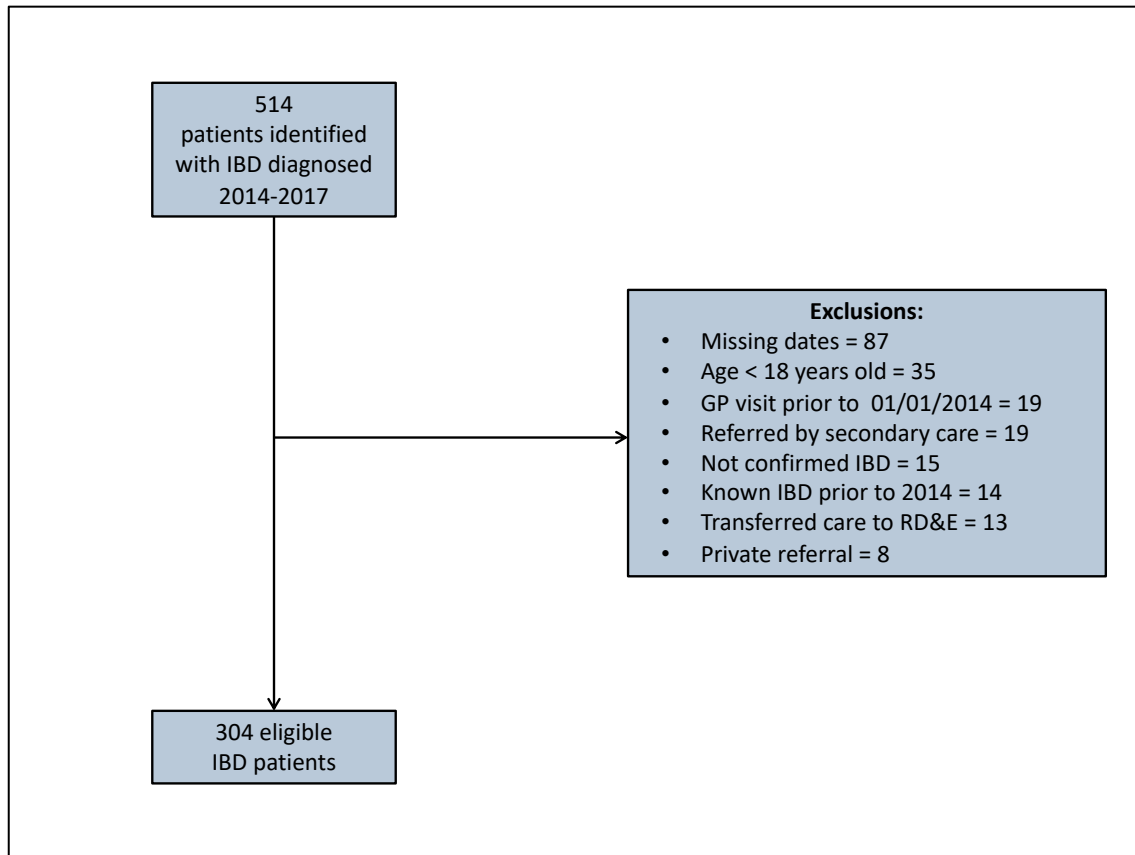 514
patients identified
with IBD diagnosed
2014-2017
Exclusions:
• Missing dates = 87
• Age < 18 years old = 35
• GP visit prior to 01/01/2014 = 19
• Referred by secondary care = 19
• Not confirmed IBD = 15
• Known IBD prior to 2014 = 14
• Transferred care to RD&E = 13
• Private referral = 8
304 eligible
IBD patients